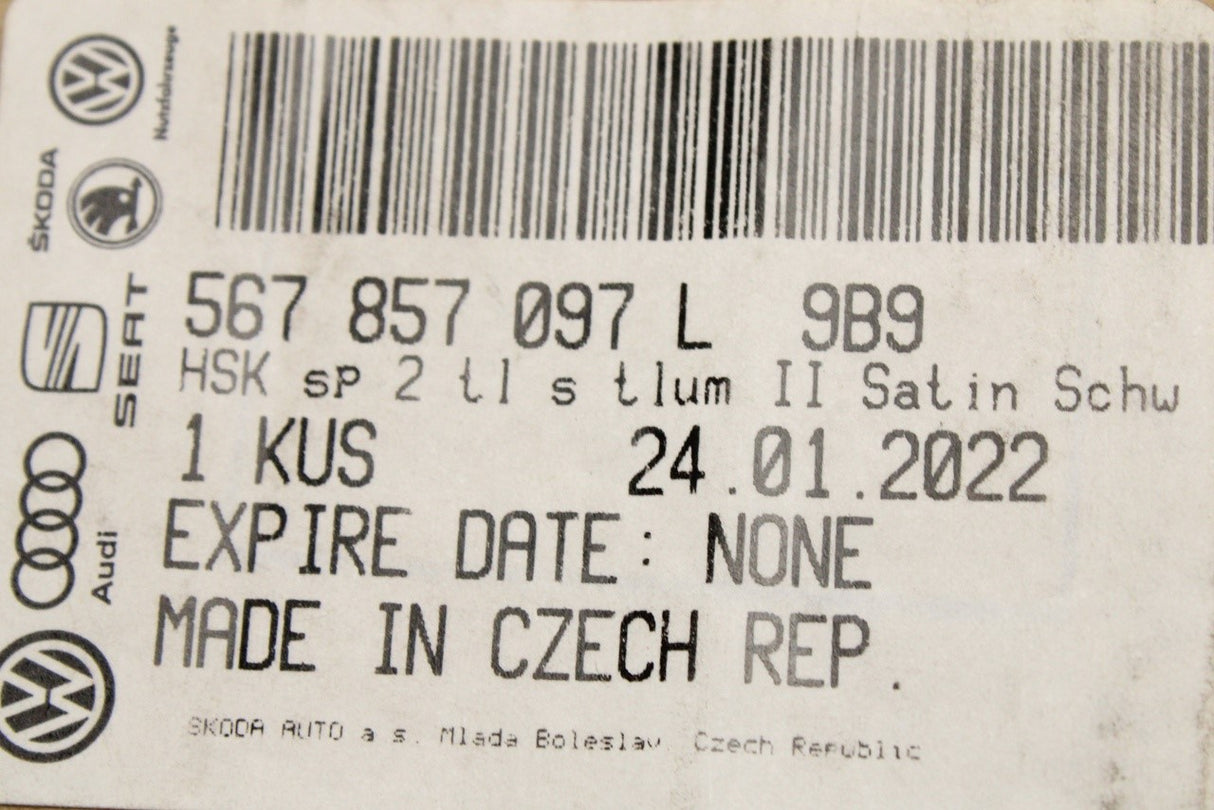 Nutzfahrzeuge
ŠKODA
SEAT
Audi
567 857 097 L 9B9
HSK sp 2 tl s tlum II Satin Schw
1 KUS 24.01.2022
EXPIRE DATE: NONE
MADE IN CZECH REP.
SKODA AUTO a s. Mlada Boleslav, Czech Republic